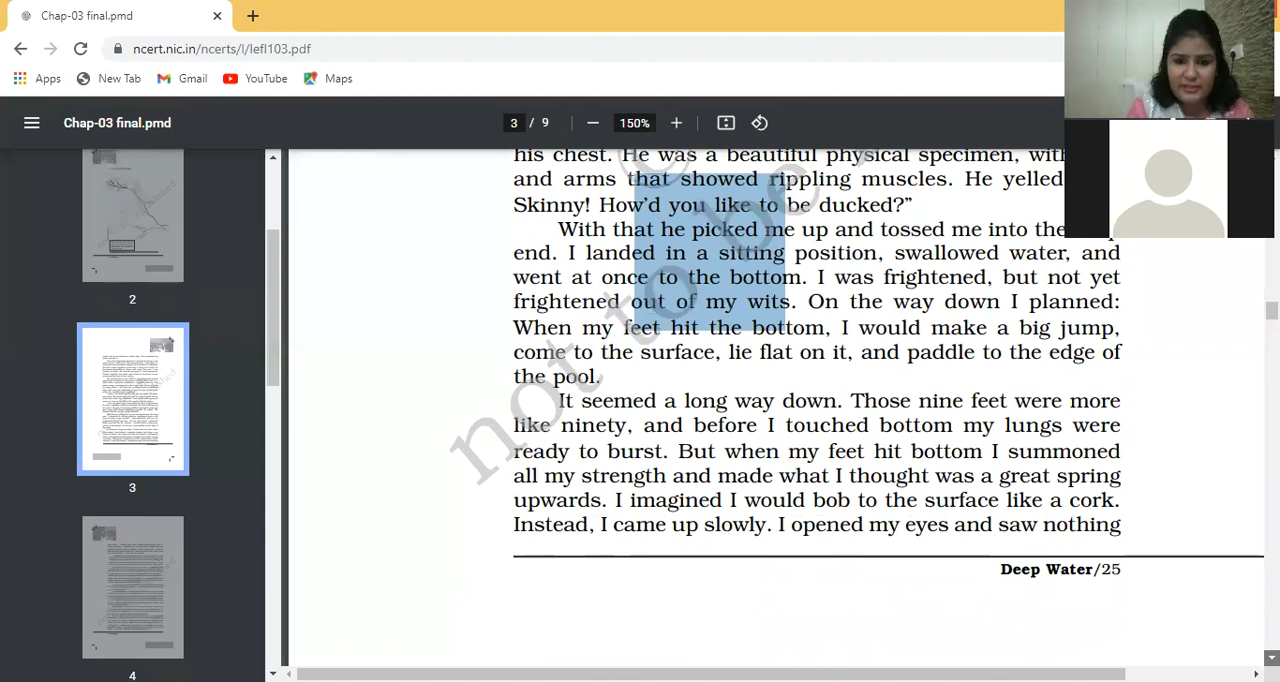 Chap-03 final.pmd
ncert.nic.in/ncerts/l/lefl103.pdf
Apps New Tab Gmail YouTube Maps
Chap-03 final.pmd 3 / 9 150%
his chest. He was a beautiful physical specimen, with
and arms that showed rippling muscles. He yelled
Skinny! How'd you like to be ducked?”
With that he picked me up and tossed me into the
end. I landed in a sitting position, swallowed water, and
went at once to the bottom. I was frightened, but not yet
frightened out of my wits. On the way down I planned:
When my feet hit the bottom, I would make a big jump,
come to the surface, lie flat on it, and paddle to the edge of
the pool.
It seemed a long way down. Those nine feet were more
like ninety, and before I touched bottom my lungs were
ready to burst. But when my feet hit bottom I summoned
all my strength and made what I thought was a great spring
upwards. I imagined I would bob to the surface like a cork.
Instead, I came up slowly. I opened my eyes and saw nothing
Deep Water/25
©
not to be
2
3
4